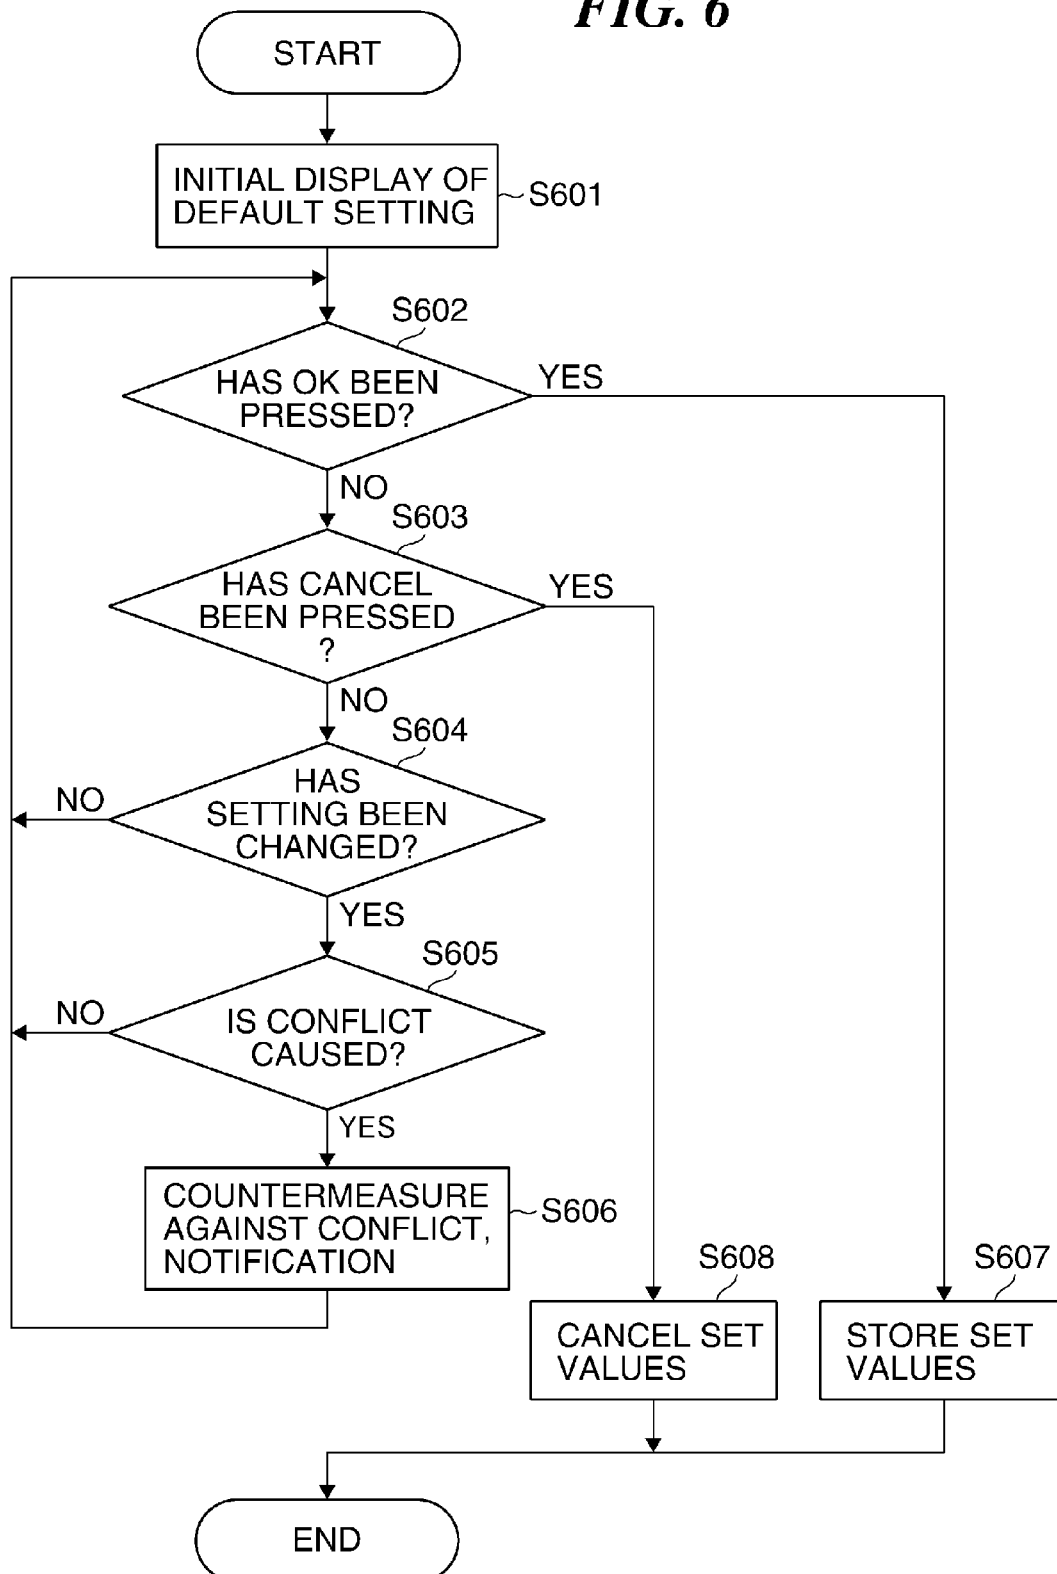 FIG. 6
START
INITIAL DISPLAY OF
DEFAULT SETTING
S601
S602
HAS OK BEEN
PRESSED?
YES
NO
S603
HAS CANCEL
BEEN PRESSED
?
YES
NO
S604
HAS
SETTING BEEN
CHANGED?
NO
YES
S605
IS CONFLICT
CAUSED?
NO
YES
COUNTERMEASURE
AGAINST CONFLICT,
NOTIFICATION
S606
S608
CANCEL SET
VALUES
S607
STORE SET
VALUES
END